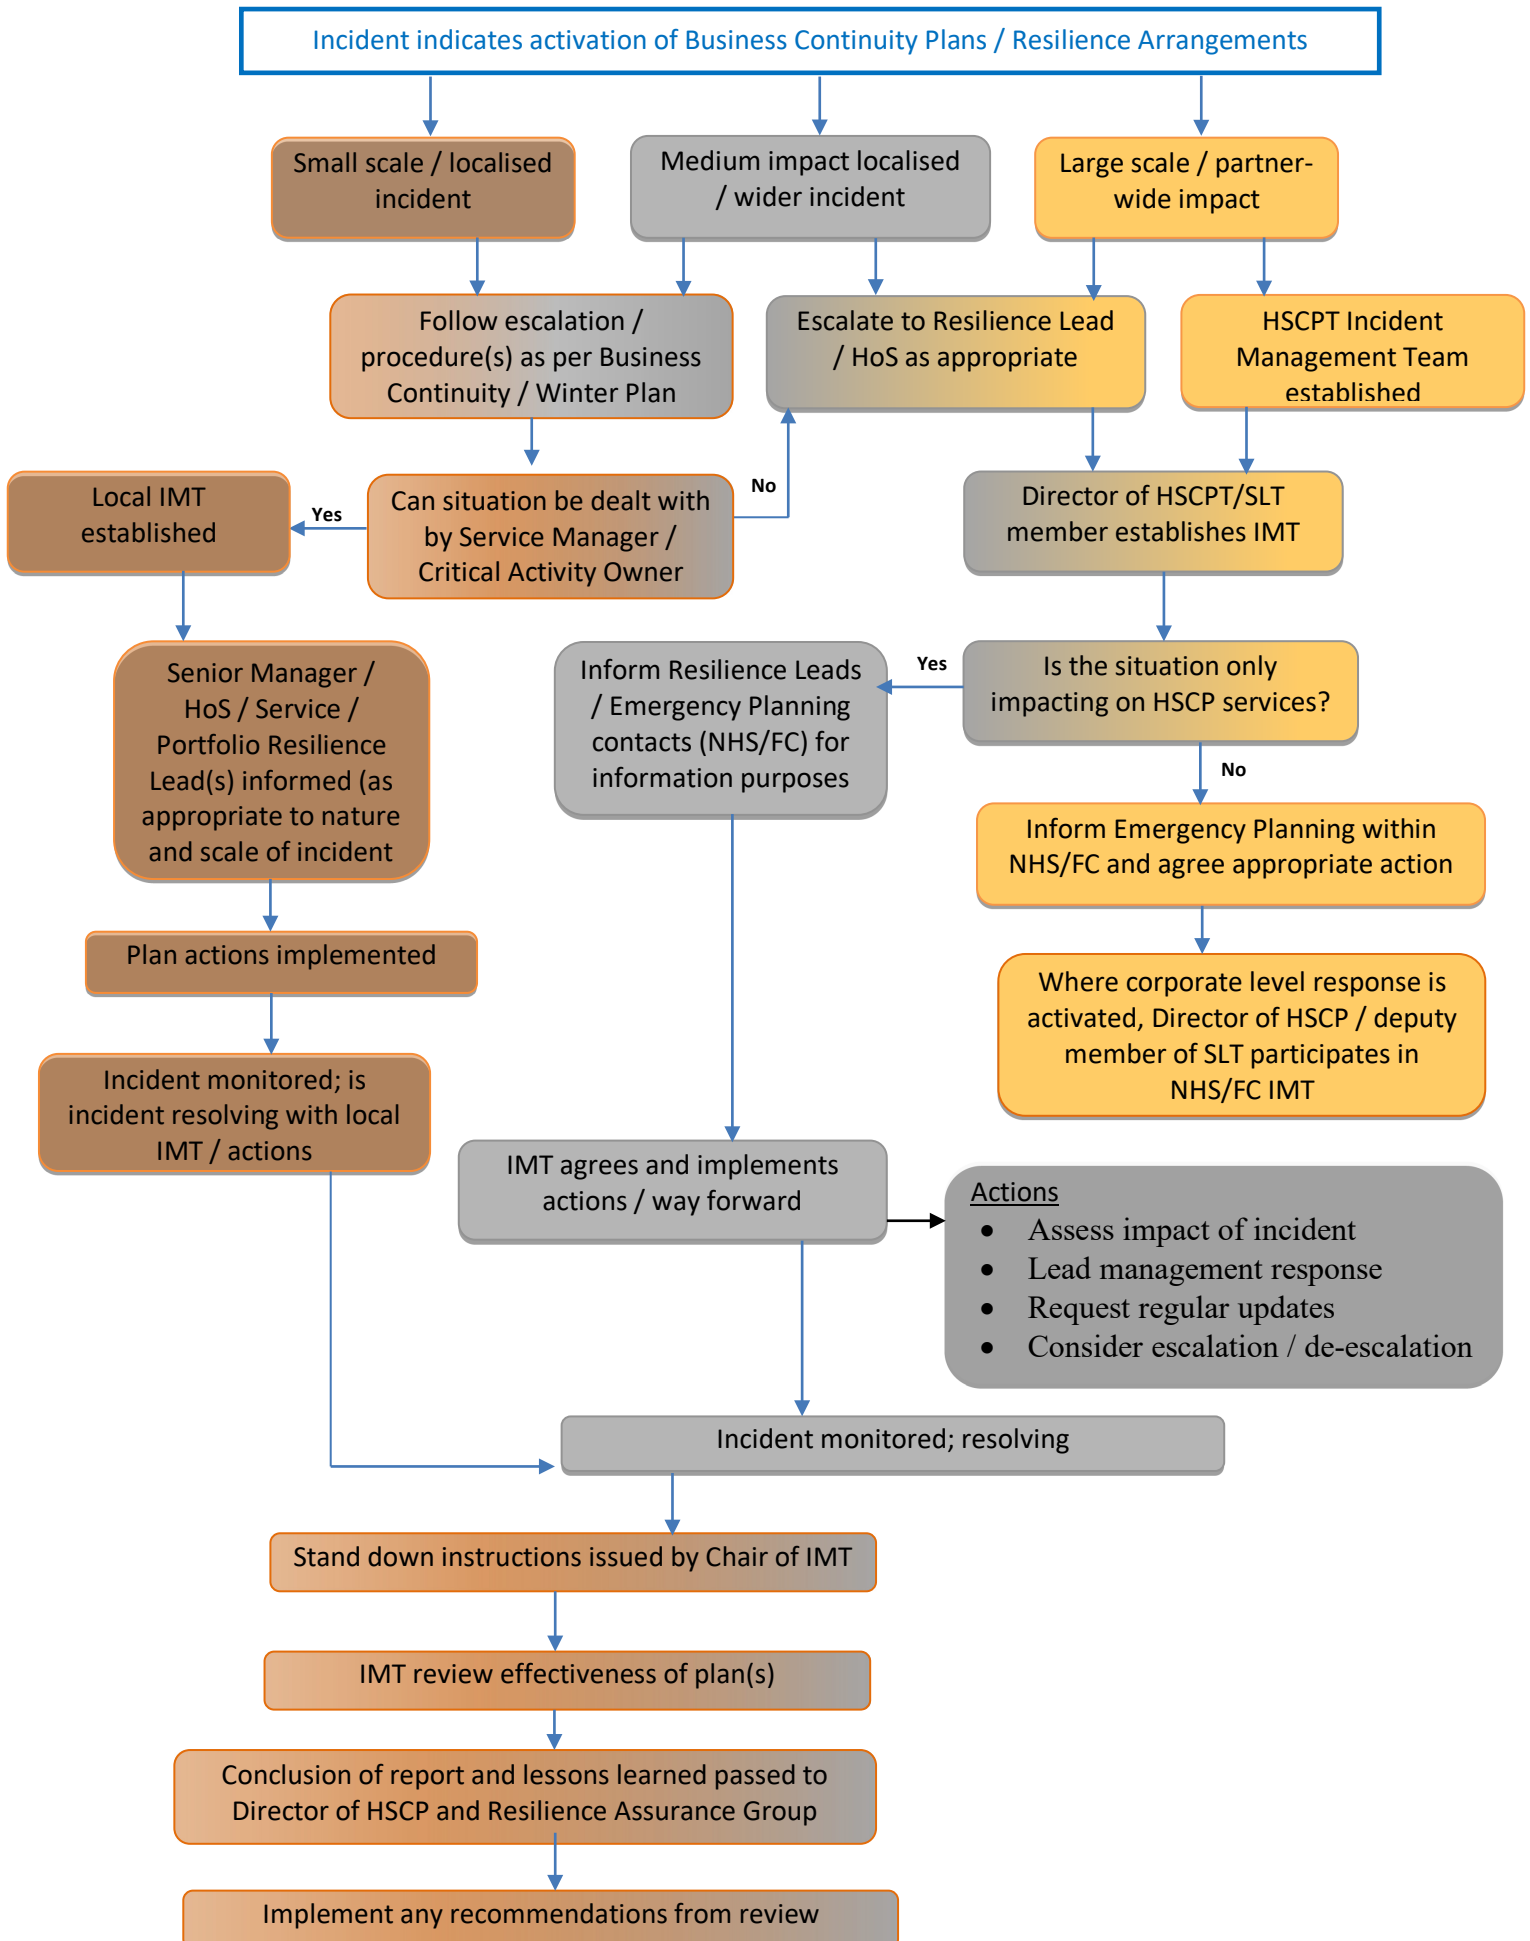 Incident indicates activation of Business Continuity Plans / Resilience Arrangements
Small scale / localised
incident
Medium impact localised
/ wider incident
Large scale / partner-
wide impact
Follow escalation /
procedure(s) as per Business
Continuity / Winter Plan
Escalate to Resilience Lead
/ HoS as appropriate
HSCPT Incident
Management Team
established
Local IMT
established
Yes
Can situation be dealt with
by Service Manager /
Critical Activity Owner
No
Director of HSCPT/SLT
member establishes IMT
Senior Manager /
HoS / Service /
Portfolio Resilience
Lead(s) informed (as
appropriate to nature
and scale of incident
Inform Resilience Leads
/ Emergency Planning
contacts (NHS/FC) for
information purposes
Yes
Is the situation only
impacting on HSCP services?
No
Inform Emergency Planning within
NHS/FC and agree appropriate action
Plan actions implemented
Where corporate level response is
activated, Director of HSCP / deputy
member of SLT participates in
NHS/FC IMT
Incident monitored; is
incident resolving with local
IMT / actions
IMT agrees and implements
actions / way forward
Actions
• Assess impact of incident
• Lead management response
• Request regular updates
• Consider escalation / de-escalation
Incident monitored; resolving
Stand down instructions issued by Chair of IMT
IMT review effectiveness of plan(s)
Conclusion of report and lessons learned passed to
Director of HSCP and Resilience Assurance Group
Implement any recommendations from review